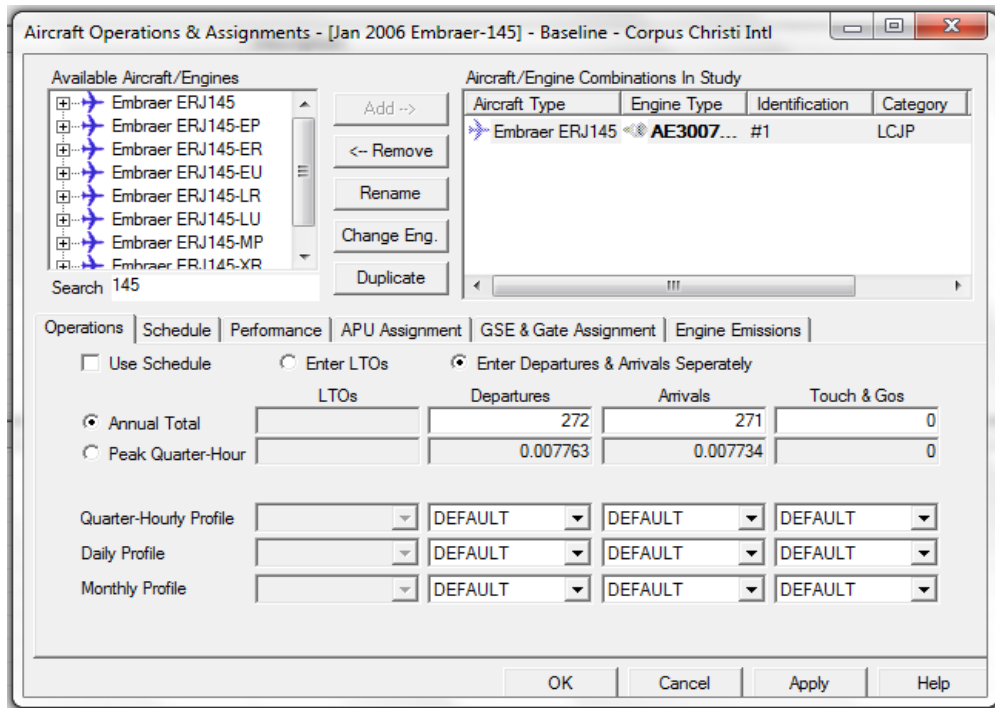 Aircraft Operations & Assignments - [Jan 2006 Embraer-145] - Baseline - Corpus Christi Intl
Available Aircraft/Engines
Embraer ERJ145
Embraer ERJ145-EP
Embraer ERJ145-ER
Embraer ERJ145-EU
Embraer ERJ145-LR
Embraer ERJ145-LU
Embraer ERJ145-MP
Embraer ERJ145-XR
Search 145
Add -->
<-- Remove
Rename
Change Eng.
Duplicate
Aircraft/Engine Combinations In Study
Aircraft Type Engine Type Identification Category
Embraer ERJ145 AE3007... #1 LCJP
Operations Schedule Performance APU Assignment GSE & Gate Assignment Engine Emissions
Use Schedule Enter LTOs Enter Departures & Arrivals Seperately
LTOs Departures Arrivals Touch & Gos
Annual Total 272 271 0
Peak Quarter-Hour 0.007763 0.007734 0
Quarter-Hourly Profile DEFAULT DEFAULT DEFAULT
Daily Profile DEFAULT DEFAULT DEFAULT
Monthly Profile DEFAULT DEFAULT DEFAULT
OK Cancel Apply Help